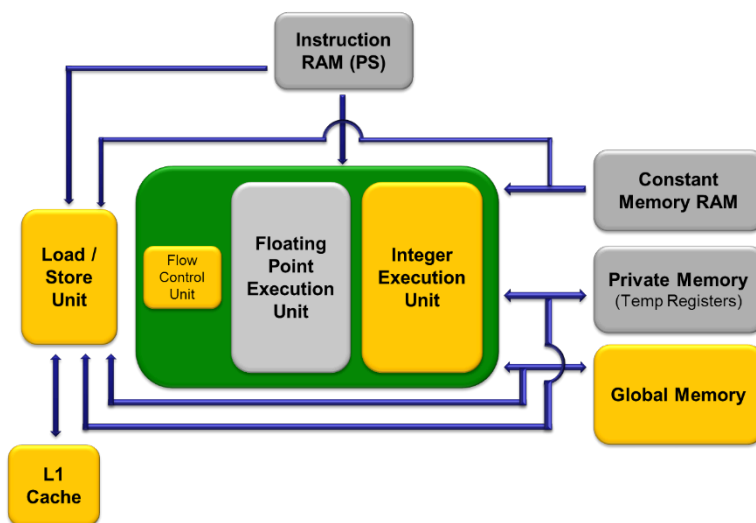 Instruction
RAM (PS)
Constant
Memory RAM
Load /
Store
Unit
Flow
Control
Unit
Floating
Point
Execution
Unit
Integer
Execution
Unit
Private Memory
(Temp Registers)
Global Memory
L1
Cache